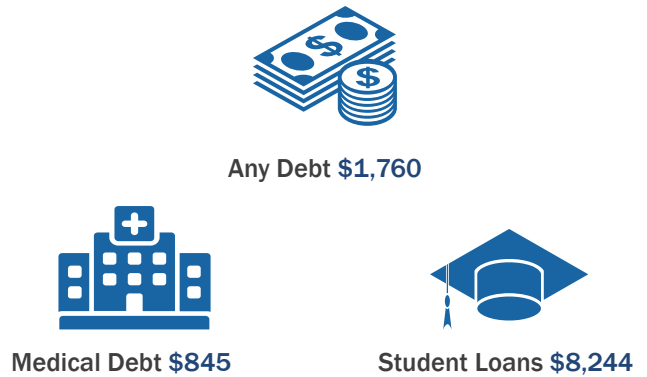 $
$
Any Debt $1,760
Medical Debt $845
Student Loans $8,244